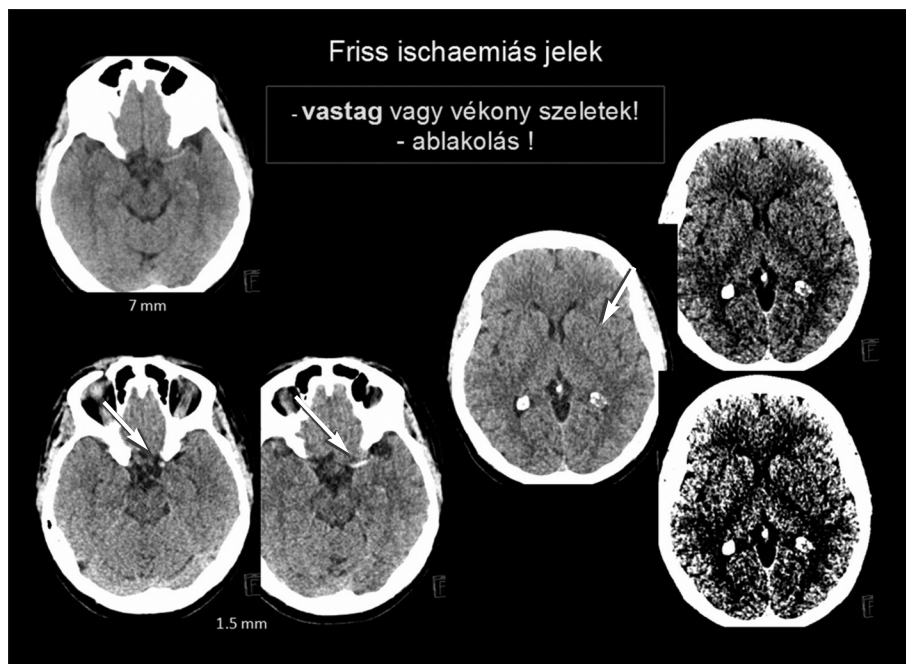 Friss ischaemiás jelek
- vastag vagy vékony szeletek!
- ablakolás !
7 mm
1.5 mm